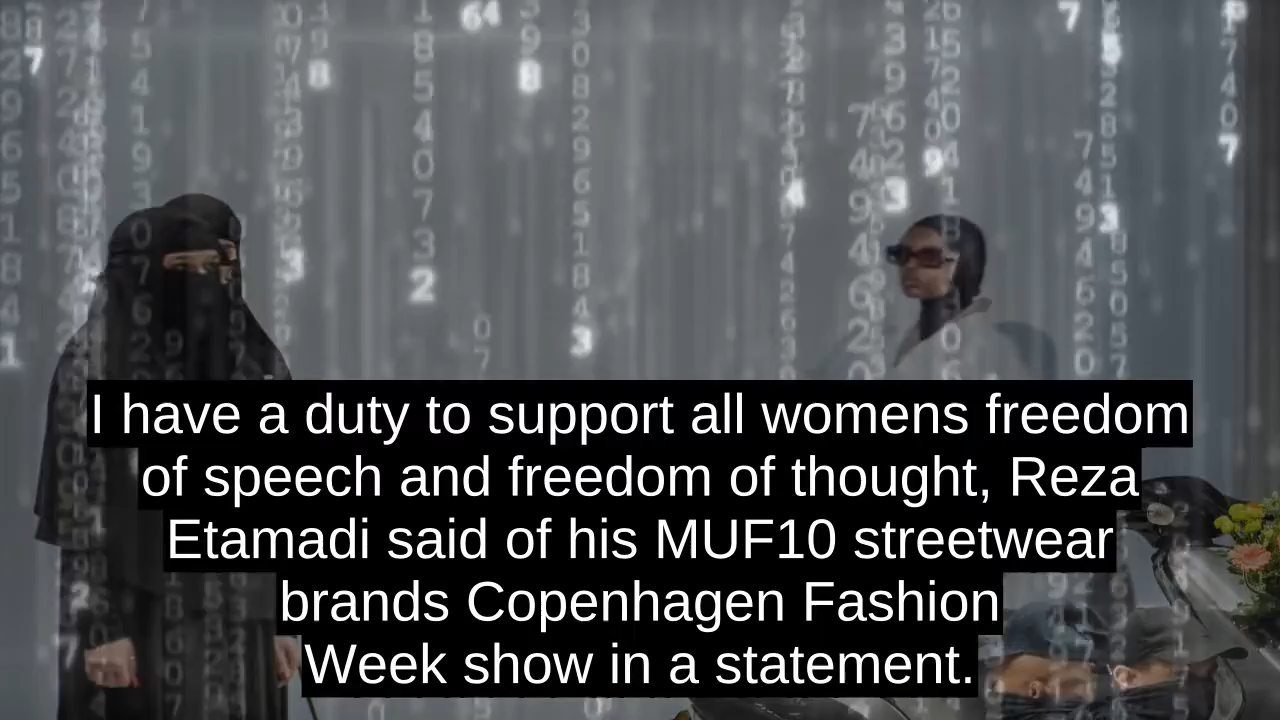 I have a duty to support all womens freedom
of speech and freedom of thought, Reza
Etamadi said of his MUF10 streetwear
brands Copenhagen Fashion
Week show in a statement.